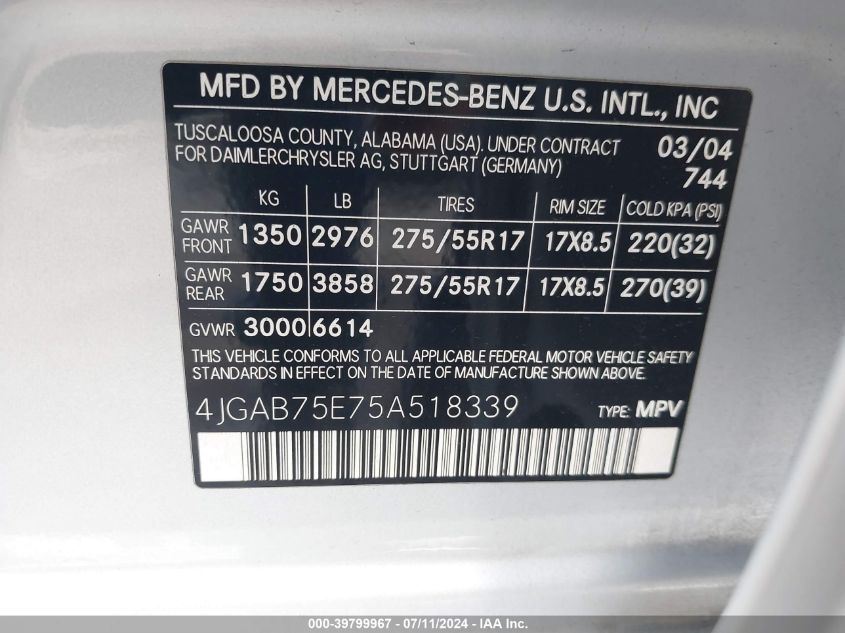 MFD BY MERCEDES-BENZ U.S. INTL., INC
TUSCALOOSA COUNTY, ALABAMA (USA). UNDER CONTRACT 03/04
FOR DAIMLERCHRYSLER AG, STUTTGART (GERMANY) 744
KG LB TIRES RIM SIZE COLD KPA (PSI)
GAWR FRONT 1350 2976 275/55R17 17X8.5 220(32)
GAWR REAR 1750 3858 275/55R17 17X8.5 270(39)
GVWR 3000 6614
THIS VEHICLE CONFORMS TO ALL APPLICABLE FEDERAL MOTOR VEHICLE SAFETY
STANDARDS IN EFFECT ON THE DATE OF MANUFACTURE SHOWN ABOVE.
4JGAB75E75A518339 TYPE: MPV
000-39799967 - 07/11/2024 - IAA Inc.